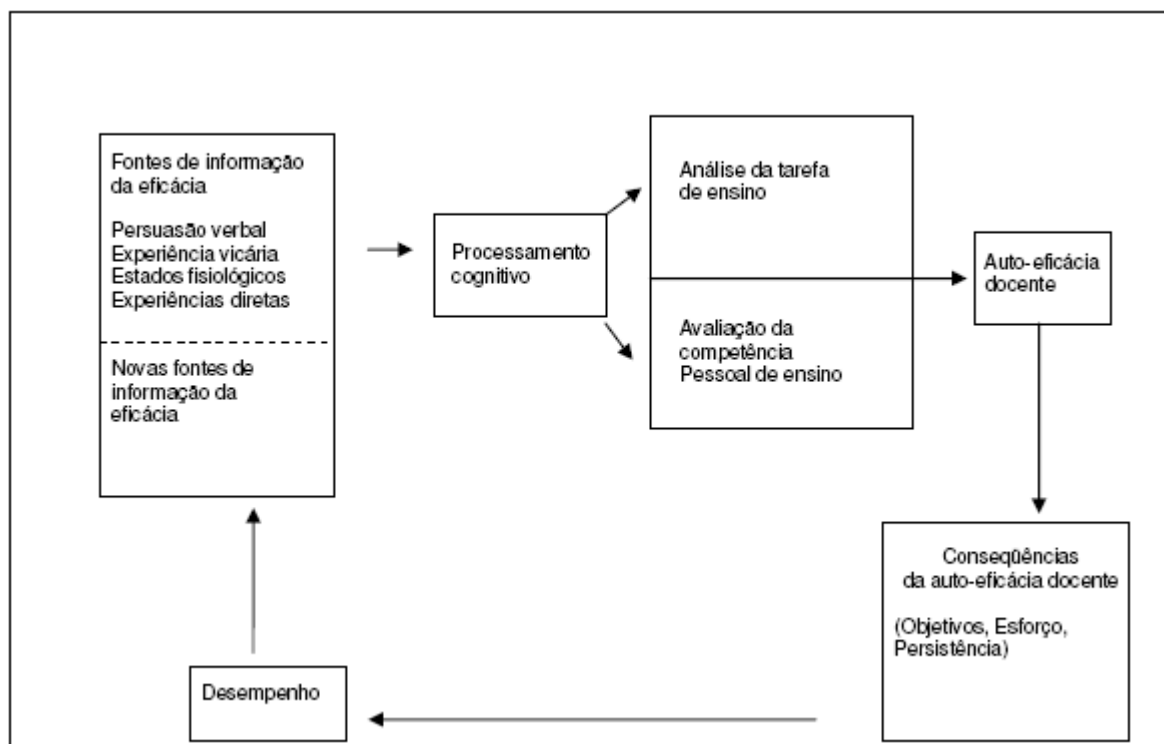 Fontes de informação
da eficácia
Persuasão verbal
Experiência vicária
Estados fisiológicos
Experiências diretas
Novas fontes de
informação da
eficácia
Processamento
cognitivo
Análise da tarefa
de ensino
Avaliação da
competência
Pessoal de ensino
Auto-eficácia
docente
Conseqüências
da auto-eficácia docente
(Objetivos, Esforço,
Persistência)
Desempenho